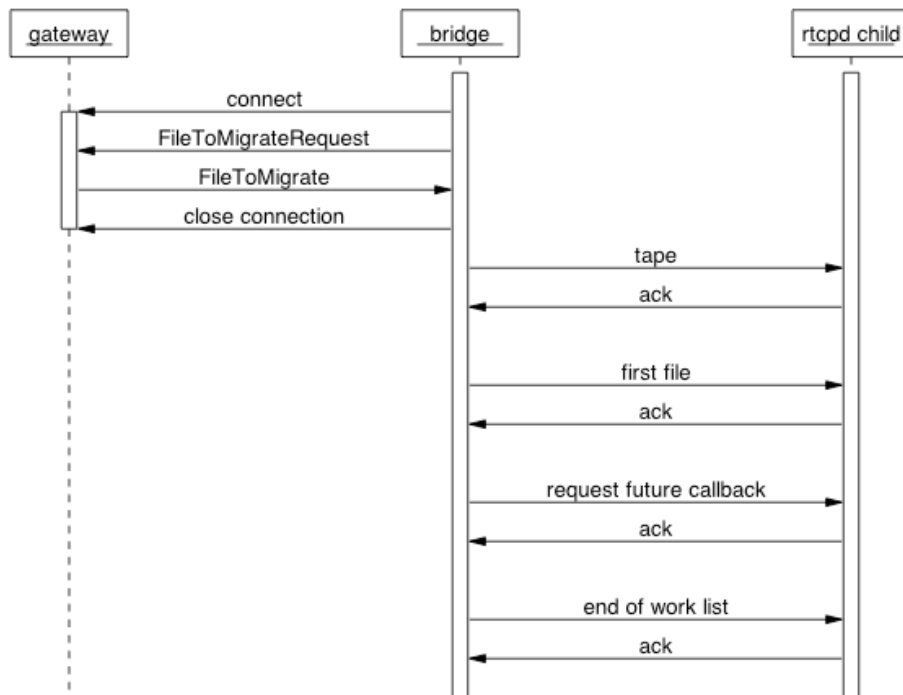 gateway
bridge
rtcpd child
connect
FileToMigrateRequest
FileToMigrate
close connection
tape
ack
first file
ack
request future callback
ack
end of work list
ack